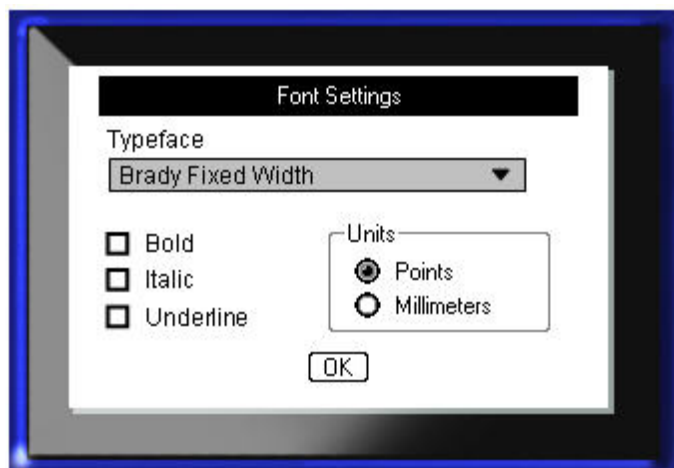 Font Settings
Typeface
Brady Fixed Width
Bold
Italic
Underline
Units
Points
Millimeters
OK